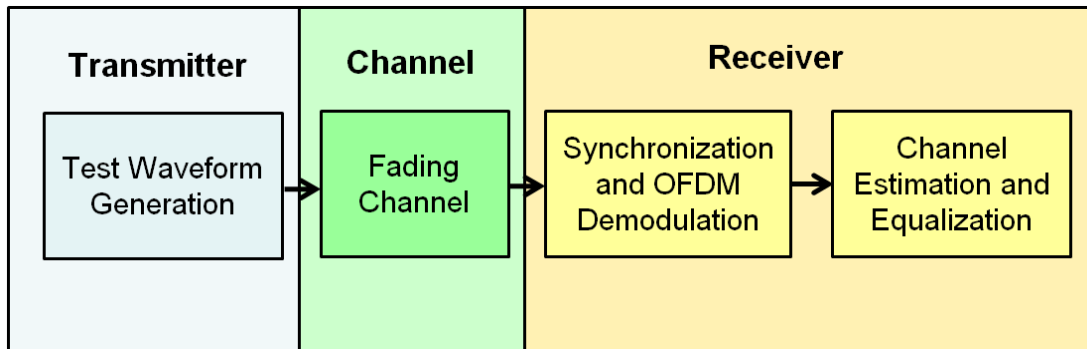 Transmitter
Channel
Receiver
Test Waveform
Generation
Fading
Channel
Synchronization
and OFDM
Demodulation
Channel
Estimation and
Equalization